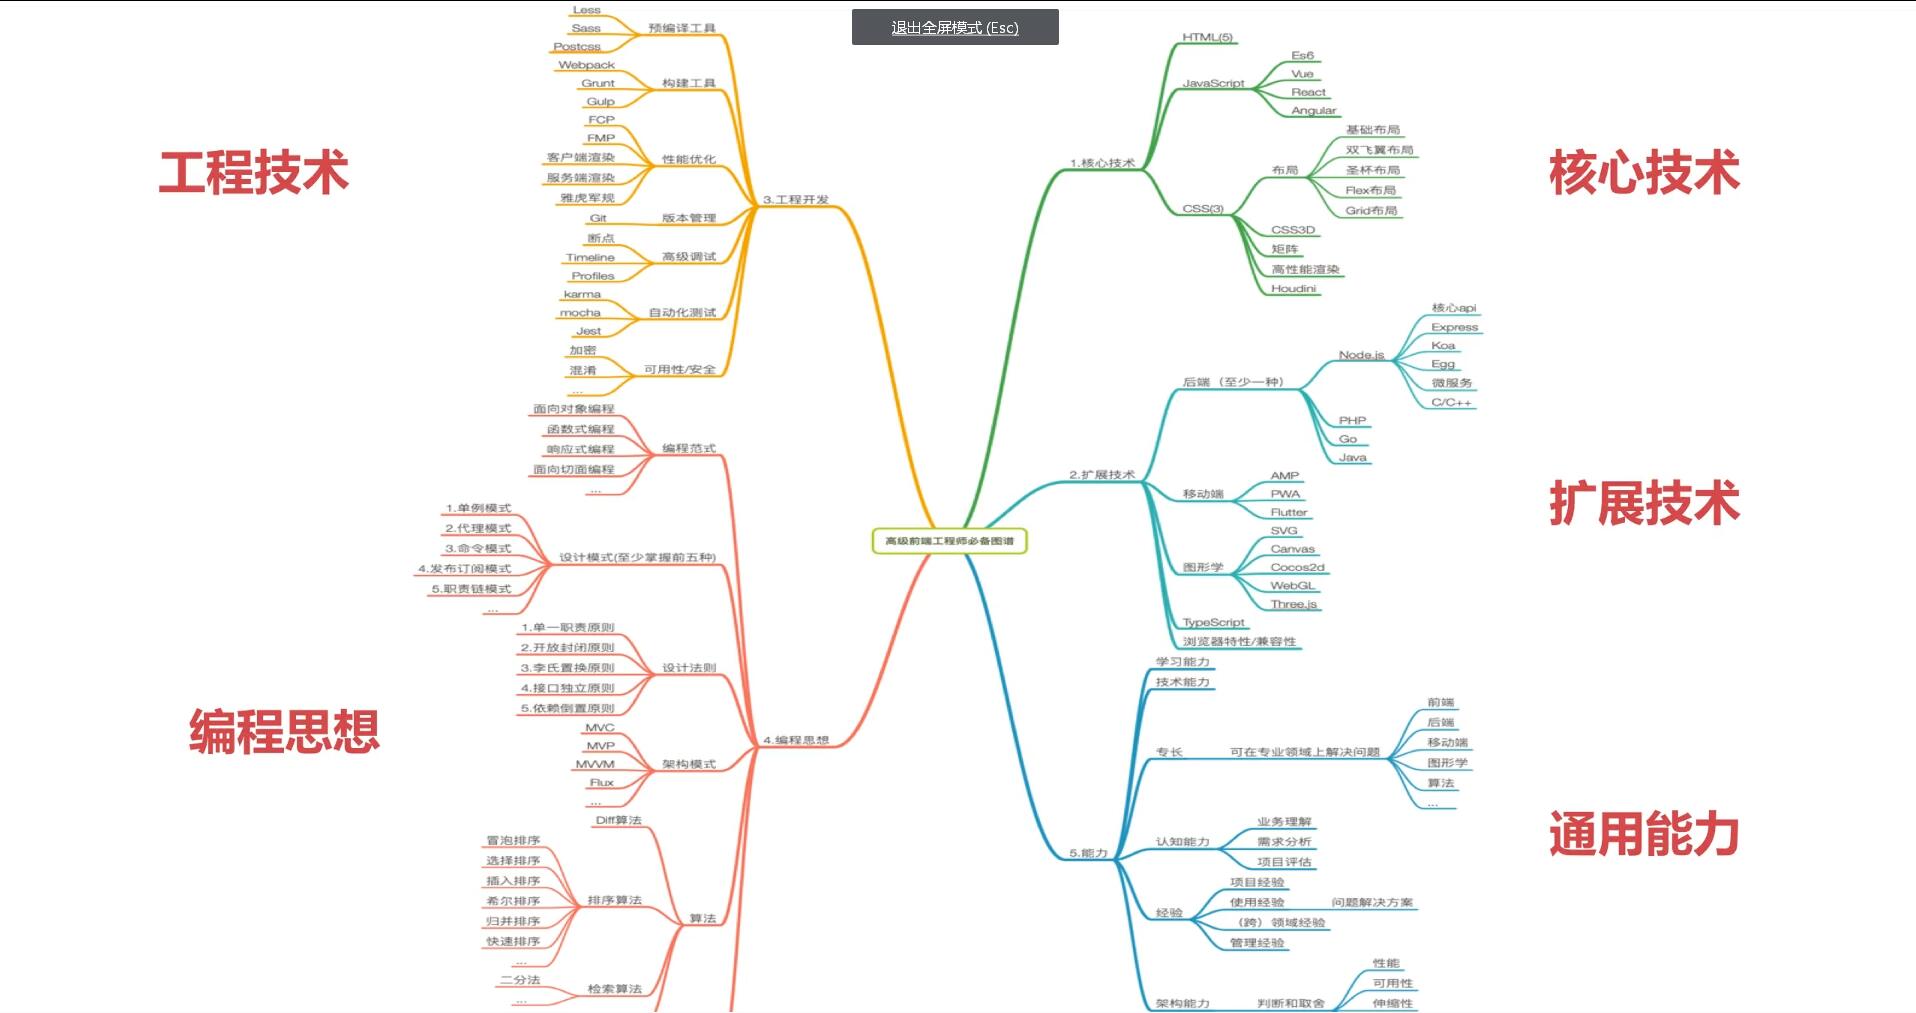 退出全屏模式 (Esc)
工程技术
编程思想
核心技术
扩展技术
通用能力
高级前端工程师必备图谱
1.核心技术
HTML(5)
JavaScript
Es6
Vue
React
Angular
CSS(3)
布局
基础布局
双飞翼布局
圣杯布局
Flex布局
Grid布局
CSS3D
矩阵
高性能渲染
Houdini
2.扩展技术
后端（至少一种）
Node.js
核心api
Express
Koa
Egg
微服务
C/C++
PHP
Go
Java
移动端
AMP
PWA
Flutter
图形学
SVG
Canvas
Cocos2d
WebGL
Three.js
TypeScript
浏览器特性/兼容性
3.工程开发
预编译工具
Less
Sass
Postcss
构建工具
Webpack
Grunt
Gulp
性能优化
FCP
FMP
客户端渲染
服务端渲染
雅虎军规
版本管理
Git
高级调试
断点
Timeline
Profiles
自动化测试
karma
mocha
Jest
可用性/安全
加密
混淆
...
4.编程思想
编程范式
面向对象编程
函数式编程
响应式编程
面向切面编程
...
设计模式(至少掌握前五种)
1.单例模式
2.代理模式
3.命令模式
4.发布订阅模式
5.职责链模式
...
设计法则
1.单一职责原则
2.开放封闭原则
3.李氏置换原则
4.接口独立原则
5.依赖倒置原则
架构模式
MVC
MVP
MVVM
Flux
...
算法
Diff算法
排序算法
冒泡排序
选择排序
插入排序
希尔排序
归并排序
快速排序
...
检索算法
二分法
...
5.能力
学习能力
技术能力
专长
可在专业领域上解决问题
前端
后端
移动端
图形学
算法
...
认知能力
业务理解
需求分析
项目评估
经验
项目经验
使用经验
问题解决方案
（跨）领域经验
管理经验
架构能力
判断和取舍
性能
可用性
伸缩性